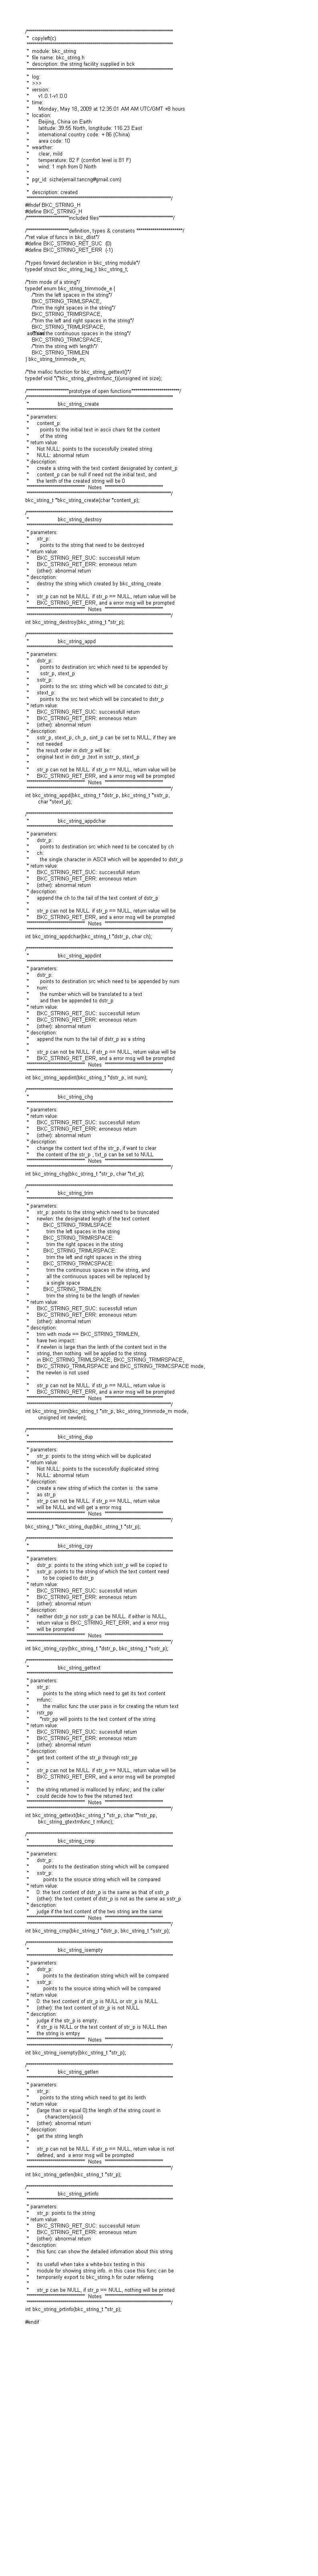 /*******************************************************************************
 * copyleft(c)
 *******************************************************************************
 * module: bkc_string
 * file name: bkc_string.h
 * description: the string facility supplied in bck
 *******************************************************************************
 * log:
 * >>>
 * version:
 *     v1.0.1-v1.0.0
 * time:
 *     Monday, May 18, 2009 at 12:35:01 AM AM UTC/GMT +8 hours
 * location:
 *     Beijing, China on Earth
 *     latitude: 39.55 North, longtitude: 116.23 East
 *     international country code: + 86 (China)
 *     area code: 10
 * wearther:
 *     clear, mild
 *     temperature: 82 F (comfort level is 81 F)
 *     wind: 1 mph from 0 North
 *
 * pgr_id: sizhe(email:tancng#gmail.com)
 *
 * description: created
 ******************************************************************************/
#ifndef BKC_STRING_H
#define BKC_STRING_H
/***********************included files****************************************/

/***********************definition, types & constants *************************/
/*ret value of funcs in bkc_dlist*/
#define BKC_STRING_RET_SUC  (0)
#define BKC_STRING_RET_ERR  (-1)

/*types forward declaration in bkc_string module*/
typedef struct bkc_string_tag_t bkc_string_t;

/*trim mode of a string*/
typedef enum bkc_string_trimmode_e {
    /*trim the left spaces in the string*/
    BKC_STRING_TRIMLSPACE,
    /*trim the right spaces in the string*/
    BKC_STRING_TRIMRSPACE,
    /*trim the left and right spaces in the string*/
    BKC_STRING_TRIMLRSPACE,
    the continuous spaces in the string*/
    BKC_STRING_TRIMCSPACE,
    /*trim the string with length*/
    BKC_STRING_TRIMLEN
} bkc_string_trimmode_m;

/*the malloc function for bkc_string_gettext()*/
typedef void *(*bkc_string_gtextmfunc_f)(unsigned int size);

/***********************prototype of open functions**************************/
/*******************************************************************************
 *                  bkc_string_create
 *******************************************************************************
 * parameters:
 *     content_p:
 *       points to the initial text in ascii chars fot the content
 *       of the string
 * return value:
 *     Not NULL: points to the sucessfully created string
 *     NULL: abnormal return
 * description:
 *     create a string with the text content designated by content_p
 *     content_p can be null if need not the initial text, and
 *     the lenth of the created string will be 0
 ******************************** Notes ********************************
 ******************************************************************************/
bkc_string_t *bkc_string_create(char *content_p);

/*******************************************************************************
 *                  bkc_string_destroy
 *******************************************************************************
 * parameters:
 *     str_p:
 *       points to the string that need to be destroyed
 * return value:
 *     BKC_STRING_RET_SUC: successfull return
 *     BKC_STRING_RET_ERR: erroneous return
 *     (other): abnormal return
 * description:
 *     destroy the string which created by bkc_string_create
 *
 *     str_p can not be NULL. if str_p == NULL, return value will be
 *     BKC_STRING_RET_ERR, and a error msg will be prompted
 ******************************** Notes ********************************
 ******************************************************************************/
int bkc_string_destroy(bkc_string_t *str_p);

/*******************************************************************************
 *                  bkc_string_appd
 *******************************************************************************
 * parameters:
 *     dstr_p:
 *       points to destination src which need to be appended by
 *       sstr_p, stext_p
 *     sstr_p:
 *       points to the src string which will be concated to dstr_p
 *     stext_p:
 *       points to the src text which will be concated to dstr_p
 * return value:
 *     BKC_STRING_RET_SUC: successfull return
 *     BKC_STRING_RET_ERR: erroneous return
 *     (other): abnormal return
 * description:
 *     sstr_p, stext_p, ch_p, sint_p can be set to NULL, if they are
 *     not needed
 *     the result order in dstr_p will be:
 *     original text in dstr_p ,text in sstr_p, stext_p
 *
 *     str_p can not be NULL. if str_p == NULL, return value will be
 *     BKC_STRING_RET_ERR, and a error msg will be prompted
 ******************************** Notes ********************************
 ******************************************************************************/
int bkc_string_appd(bkc_string_t *dstr_p, bkc_string_t *sstr_p,
        char *stext_p);

/*******************************************************************************
 *                  bkc_string_appdchar
 *******************************************************************************
 * parameters:
 *     dstr_p:
 *       points to destination src which need to be concated by ch
 *     ch:
 *       the single character in ASCII which will be appended to dstr_p
 * return value:
 *     BKC_STRING_RET_SUC: successfull return
 *     BKC_STRING_RET_ERR: erroneous return
 *     (other): abnormal return
 * description:
 *     append the ch to the tail of the text content of dstr_p
 *
 *     str_p can not be NULL. if str_p == NULL, return value will be
 *     BKC_STRING_RET_ERR, and a error msg will be prompted
 ******************************** Notes ********************************
 ******************************************************************************/
int bkc_string_appdchar(bkc_string_t *dstr_p, char ch);

/*******************************************************************************
 *                  bkc_string_appdint
 *******************************************************************************
 * parameters:
 *     dstr_p:
 *       points to destination src which need to be appended by num
 *     num:
 *       the number which will be translated to a text
 *       and then be appended to dstr_p
 * return value:
 *     BKC_STRING_RET_SUC: successfull return
 *     BKC_STRING_RET_ERR: erroneous return
 *     (other): abnormal return
 * description:
 *     append the num to the tail of dstr_p as a string
 *
 *     str_p can not be NULL. if str_p == NULL, return value will be
 *     BKC_STRING_RET_ERR, and a error msg will be prompted
 ******************************** Notes ********************************
 ******************************************************************************/
int bkc_string_appdint(bkc_string_t *dstr_p, int num);

/*******************************************************************************
 *                  bkc_string_chg
 *******************************************************************************
 * parameters:
 * return value:
 *     BKC_STRING_RET_SUC: successfull return
 *     BKC_STRING_RET_ERR: erroneous return
 *     (other): abnormal return
 * description:
 *     change the content text of the str_p, if want to clear
 *     the content of the str_p , txt_p can be set to NULL
 ******************************** Notes ********************************
 ******************************************************************************/
int bkc_string_chg(bkc_string_t *str_p, char *txt_p);

/*******************************************************************************
 *                  bkc_string_trim
 *******************************************************************************
 * parameters:
 *     str_p: points to the string which need to be truncated
 *     newlen: the designated length of the text content
 *         BKC_STRING_TRIMLSPACE:
 *           trim the left spaces in the string
 *         BKC_STRING_TRIMRSPACE:
 *           trim the right spaces in the string
 *         BKC_STRING_TRIMLRSPACE:
 *           trim the left and right spaces in the string
 *         BKC_STRING_TRIMCSPACE:
 *           trim the continuous spaces in the string, and
 *           all the continuous spaces will be replaced by
 *           a single space
 *         BKC_STRING_TRIMLEN:
 *           trim the string to be the length of newlen
 * return value:
 *     BKC_STRING_RET_SUC: sucessfull return
 *     BKC_STRING_RET_ERR: erroneous return
 *     (other): abnormal return
 * description:
 *     trim with mode == BKC_STRING_TRIMLEN,
 *     have two impact:
 *     if newlen is large than the lenth of the content text in the
 *     string, then nothing  will be applied to the string
 *     in BKC_STRING_TRIMLSPACE, BKC_STRING_TRIMRSPACE,
 *     BKC_STRING_TRIMLRSPACE and BKC_STRING_TRIMCSPACE mode,
 *     the newlen is not used
 *
 *     str_p can not be NULL. if str_p == NULL, return value is
 *     BKC_STRING_RET_ERR, and a error msg will be prompted
 ******************************** Notes ********************************
 ******************************************************************************/
int bkc_string_trim(bkc_string_t *str_p, bkc_string_trimmode_m mode,
        unsigned int newlen);

/*******************************************************************************
 *                  bkc_string_dup
 *******************************************************************************
 * parameters:
 *     str_p: points to the string which will be duplicated
 * return value:
 *     Not NULL: points to the sucessfully duplicated string
 *     NULL: abnormal return
 * description:
 *     create a new string of which the conten is  the same
 *     as str_p
 *     str_p can not be NULL. if str_p == NULL, return value
 *     will be NULL and will get a error msg
 ******************************** Notes ********************************
 ******************************************************************************/
bkc_string_t *bkc_string_dup(bkc_string_t *str_p);

/*******************************************************************************
 *                  bkc_string_cpy
 *******************************************************************************
 * parameters:
 *     dstr_p: points to the string which sstr_p will be copied to
 *     sstr_p: points to the string of which the text content need
 *         to be copied to dstr_p
 * return value:
 *     BKC_STRING_RET_SUC: sucessfull return
 *     BKC_STRING_RET_ERR: erroneous return
 *     (other): abnormal return
 * description
 *     neither dstr_p nor sstr_p can be NULL. if either is NULL,
 *     return value is BKC_STRING_RET_ERR, and a error msg
 *     will be prompted
 ******************************** Notes ********************************
 ******************************************************************************/
int bkc_string_cpy(bkc_string_t *dstr_p, bkc_string_t *sstr_p);

/*******************************************************************************
 *                  bkc_string_gettext
 *******************************************************************************
 * parameters:
 *     str_p:
 *         points to the string which need to get its text content
 *     mfunc:
 *         the malloc func the user pass in for creating the return text
 *     rstr_pp
 *       *rstr_pp will points to the text content of the string
 * return value:
 *     BKC_STRING_RET_SUC: sucessfull return
 *     BKC_STRING_RET_ERR: erroneous return
 *     (other): abnormal return
 * description:
 *     get text content of the str_p through rstr_pp
 *
 *     str_p can not be NULL. if str_p == NULL, return value will be
 *     BKC_STRING_RET_ERR, and a error msg will be prompted
 *
 *     the string returned is malloced by mfunc, and the caller
 *     could decide how to free the returned text
 ******************************** Notes ********************************
 ******************************************************************************/
int bkc_string_gettext(bkc_string_t *str_p, char **rstr_pp,
        bkc_string_gtextmfunc_t mfunc);

/*******************************************************************************
 *                  bkc_string_cmp
 *******************************************************************************
 * parameters:
 *     dstr_p:
 *         points to the destination string which will be compared
 *     sstr_p:
 *         points to the srource string which will be compared
 * return value:
 *     0: the text content of dstr_p is the same as that of sstr_p
 *     (other): the text content of dstr_p is not as the same as sstr_p
 * description:
 *     judge if the text content of the two string are the same
 ******************************** Notes ********************************
 ******************************************************************************/
int bkc_string_cmp(bkc_string_t *dstr_p, bkc_string_t *sstr_p);

/*******************************************************************************
 *                  bkc_string_isempty
 *******************************************************************************
 * parameters:
 *     dstr_p:
 *         points to the destination string which will be compared
 *     sstr_p:
 *         points to the srouce string which will be compared
 * return value:
 *     0: the text content of str_p is NULL or str_p is NULL
 *     (other): the text content of str_p is not NULL
 * description:
 *     judge if the str_p is empty
 *     if str_p is NULL or the text content of str_p is NULL,then
 *     the string is emtpy
 ******************************** Notes ********************************
 ******************************************************************************/
int bkc_string_isempty(bkc_string_t *str_p);

/*******************************************************************************
 *                  bkc_string_getlen
 *******************************************************************************
 * parameters:
 *     str_p:
 *       points to the string which need to get its lenth
 * return value:
 *     (large than or equal 0):the length of the string count in
 *          characters(ascii)
 *     (other): abnormal return
 * description:
 *     get the string length
 *
 *     str_p can not be NULL. if str_p == NULL, return value is not
 *     defined, and  a error msg will be prompted
 ******************************** Notes ********************************
 ******************************************************************************/
int bkc_string_getlen(bkc_string_t *str_p);

/*******************************************************************************
 *                  bkc_string_prtinfo
 *******************************************************************************
 * parameters:
 *     str_p: points to the string
 * return value:
 *     BKC_STRING_RET_SUC: successfull return
 *     BKC_STRING_RET_ERR: erroneous return
 *     (other): abnormal return
 * description:
 *     this func can show the detailed infomation about this string
 *
 *     its usefull when take a white-box testing in this
 *     module for showing string info. in this case this func can be
 *     temporarily export to bkc_string.h for outer refering
 *
 *     str_p can be NULL, if str_p == NULL, nothing will be printed
 ******************************** Notes ********************************
 ******************************************************************************/
int bkc_string_prtinfo(bkc_string_t *str_p);

#endif